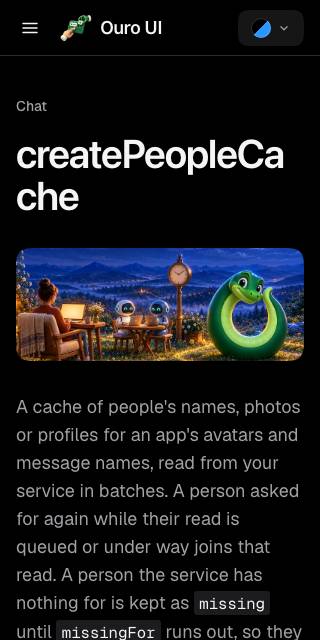 Ouro UI
Chat
createPeopleCa
che
A cache of people's names, photos
or profiles for an app's avatars and
message names, read from your
service in batches. A person asked
for again while their read is
queued or under way joins that
read. A person the service has
nothing for is kept as missing
until missingFor runs out, so they